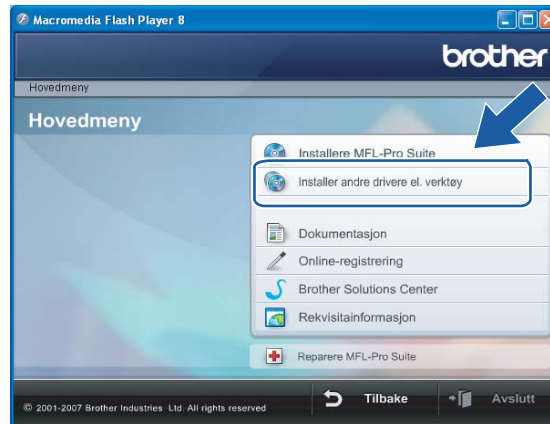 Macromedia Flash Player 8
brother
Hovedmeny
Hovedmeny
Installere MFL-Pro Suite
Installer andre drivere el. verktøy
Dokumentasjon
Online-registrering
Brother Solutions Center
Rekvisitainformasjon
Reparere MFL-Pro Suite
© 2001-2007 Brother Industries Ltd. All rights reserved
Tilbake
Avslutt